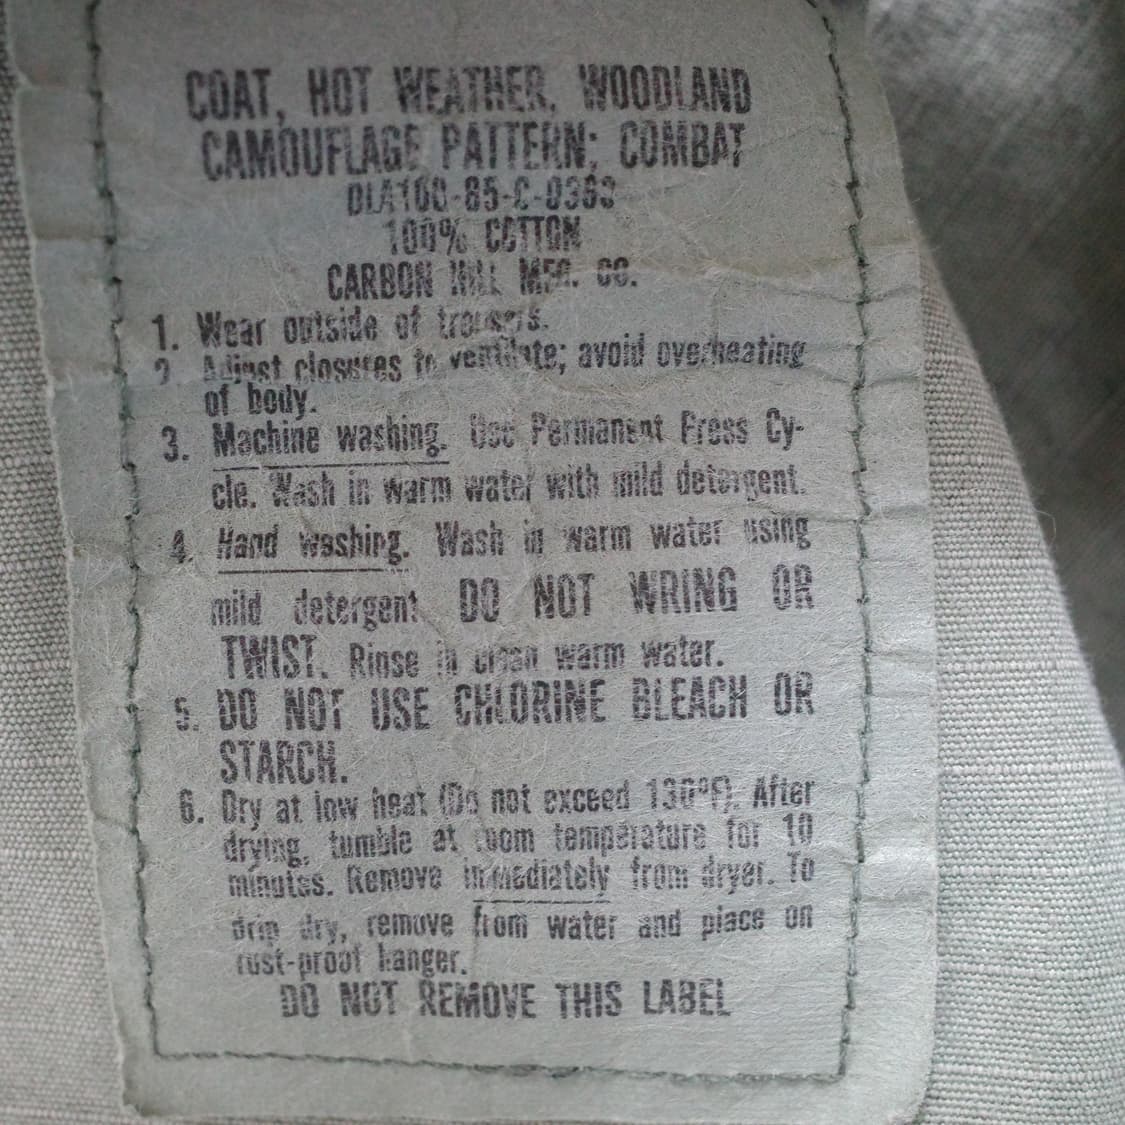 COAT, HOT WEATHER, WOODLAND
CAMOUFLAGE PATTERN; COMBAT
DLA100-85-C-0363
100% COTTON
CARBON HILL MFG. CO.
1. Wear outside of trousers.
2 Adjust closures to ventilate; avoid overheating
of body.
3. Machine washing. Use Permanent Press Cy-
cle. Wash in warm water with mild detergent.
4. Hand washing. Wash in warm water using
mild detergent DO NOT WRING OR
TWIST. Rinse in clean warm water.
5. DO NOT USE CHLORINE BLEACH OR
STARCH.
6. Dry at low heat (Do not exceed 130°F). After
drying, tumble at room temperature for 10
minutes. Remove immediately from dryer. To
drip dry, remove from water and place on
rust-proof hanger.
DO NOT REMOVE THIS LABEL